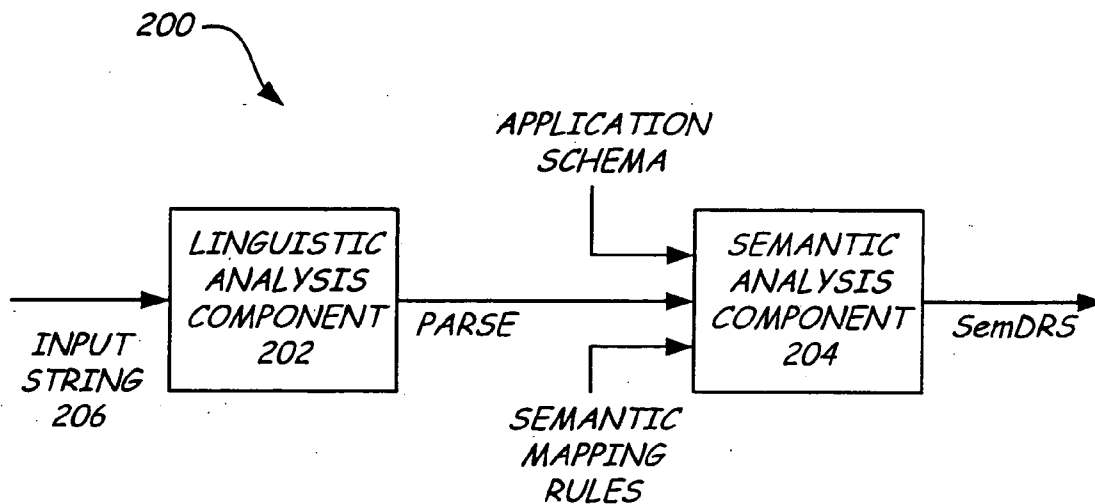 200
APPLICATION
SCHEMA
LINGUISTIC
ANALYSIS
COMPONENT
202
SEMANTIC
ANALYSIS
COMPONENT
204
INPUT
STRING
206
PARSE
SemDRS
SEMANTIC
MAPPING
RULES